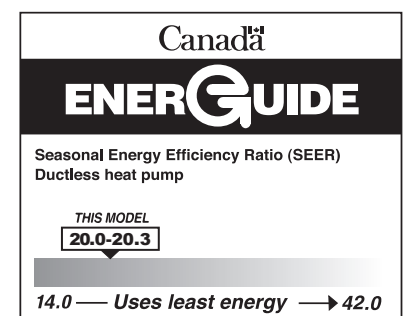 Canada
ENERGUIDE
Seasonal Energy Efficiency Ratio (SEER)
Ductless heat pump
THIS MODEL
20.0-20.3
14.0 — Uses least energy → 42.0